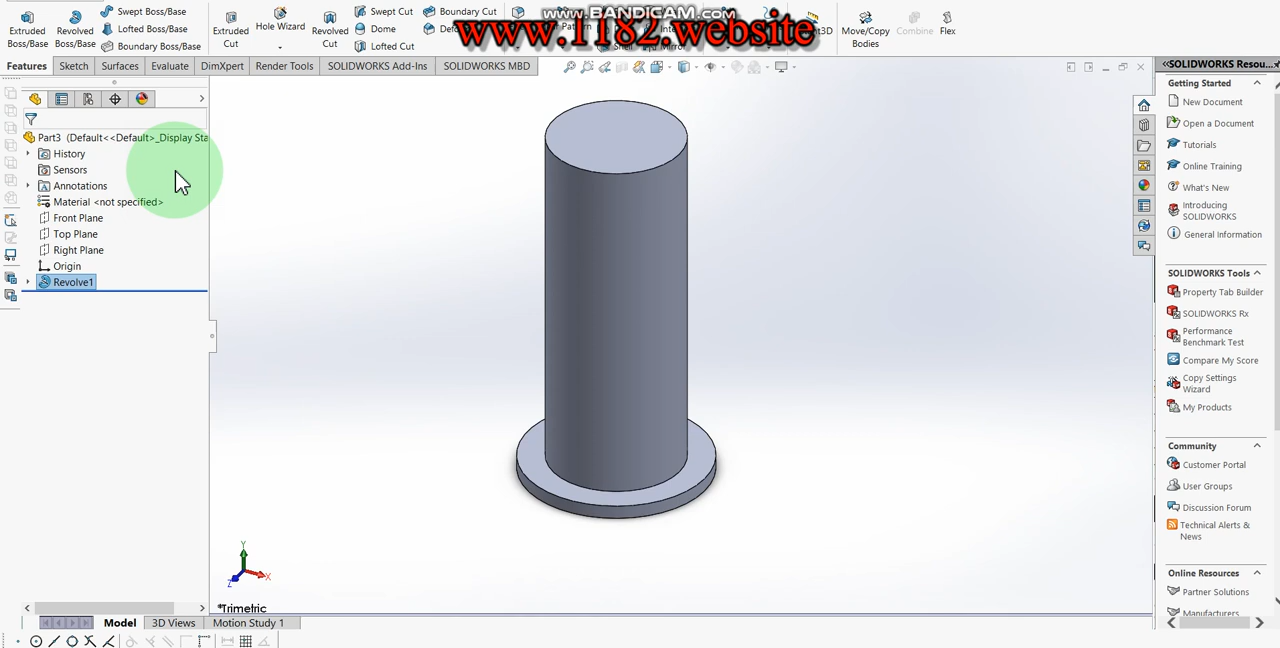 www.BANDICAM.COM
www.1182.website
Extruded Boss/Base
Revolved Boss/Base
Swept Boss/Base
Lofted Boss/Base
Boundary Boss/Base
Extruded Cut
Hole Wizard
Revolved Cut
Swept Cut
Dome
Lofted Cut
Boundary Cut
Move/Copy Bodies
Combine
Flex
Features
Sketch
Surfaces
Evaluate
DimXpert
Render Tools
SOLIDWORKS Add-Ins
SOLIDWORKS MBD
Part3 (Default<<Default>_Display Sta
History
Sensors
Annotations
Material <not specified>
Front Plane
Top Plane
Right Plane
Origin
Revolve1
Y
X
Z
*Trimetric
Model
3D Views
Motion Study 1
SOLIDWORKS Resou...
Getting Started
New Document
Open a Document
Tutorials
Online Training
What's New
Introducing
SOLIDWORKS
General Information
SOLIDWORKS Tools
Property Tab Builder
SOLIDWORKS Rx
Performance
Benchmark Test
Compare My Score
Copy Settings
Wizard
My Products
Community
Customer Portal
User Groups
Discussion Forum
Technical Alerts &
News
Online Resources
Partner Solutions
Manufacturers